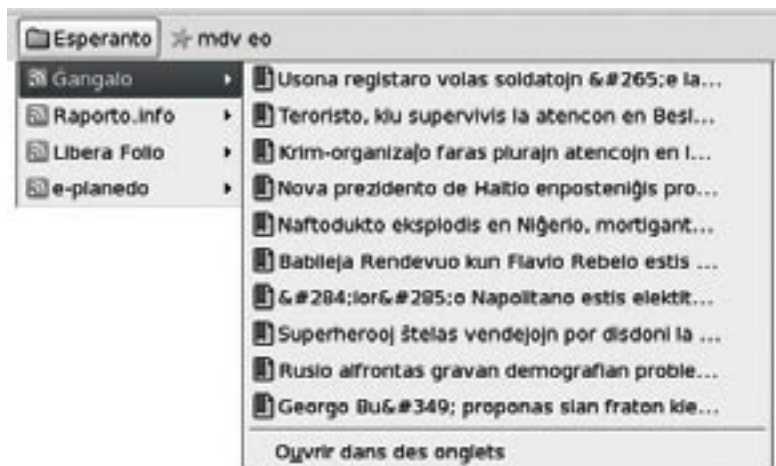 Esperanto mdv eo
Ĝangalo
Raporto.info
Libera Folio
e-planedo
Usona registaro volas soldatojn &#265;e la...
Teroristo, kiu supervivis la atencon en Besl...
Krim-organizaĵo faras plurajn atencojn en l...
Nova prezidento de Haitio enposteniĝis pro...
Naftodukto eksplodis en Niĝerio, mortigant...
Babileja Rendevuo kun Flavio Rebelo estis ...
&#284;ior&#285;o Napolitano estis elektit...
Superherooj ŝtelas vendejojn por disdoni la ...
Rusio alfrontas gravan demografian proble...
Georgo Bu&#349; proponas sian fraton kie...
Ouvrir dans des onglets